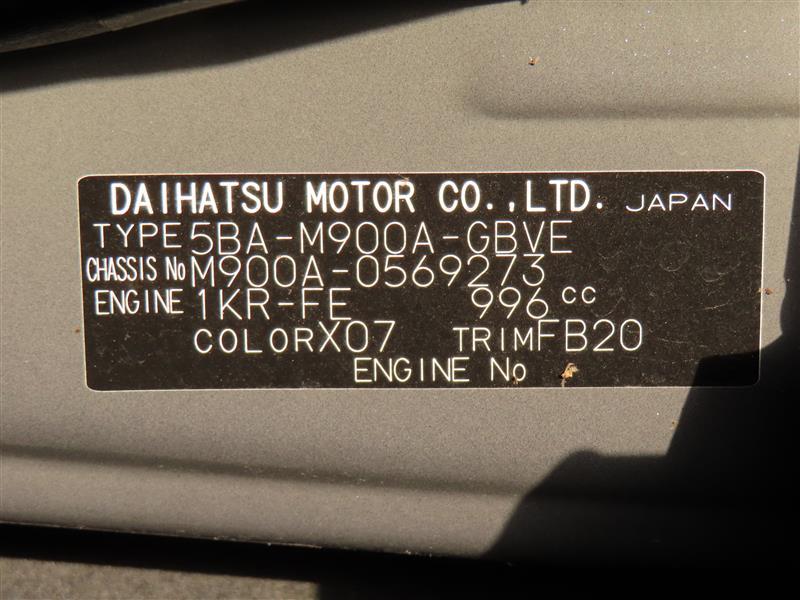 DAIHATSU MOTOR CO.,LTD. JAPAN
TYPE 5BA-M900A-GBVE
CHASSIS No M900A-0569273
ENGINE 1KR-FE 996 cc
COLOR X07 TRIM FB20
ENGINE No